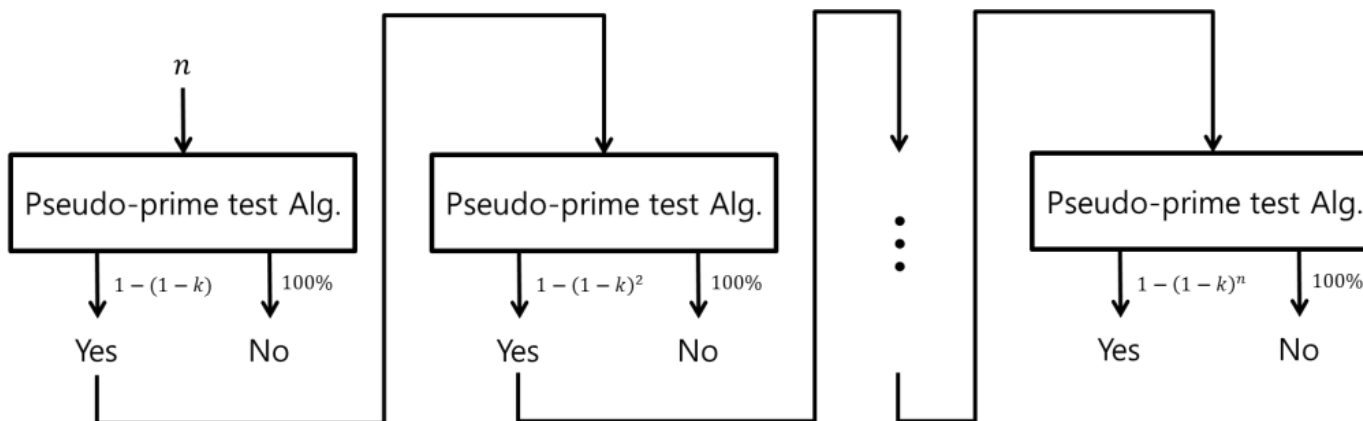 n
Pseudo-prime test Alg.
1 − (1 − k)
100%
Yes
No
Pseudo-prime test Alg.
1 − (1 − k)²
100%
Yes
No
Pseudo-prime test Alg.
1 − (1 − k)ⁿ
100%
Yes
No